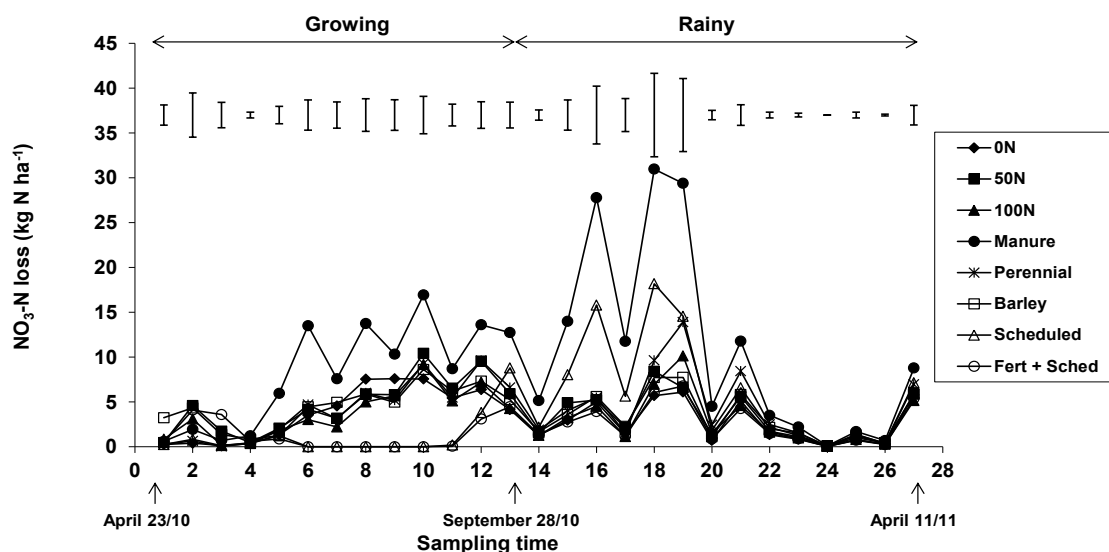 Growing Rainy
45
40
35
30
25
20
15
10
5
0
NO₃-N loss (kg N ha⁻¹)
0 2 4 6 8 10 12 14 16 18 20 22 24 26 28
0N
50N
100N
Manure
Perennial
Barley
Scheduled
Fert + Sched
April 23/10 September 28/10 April 11/11
Sampling time